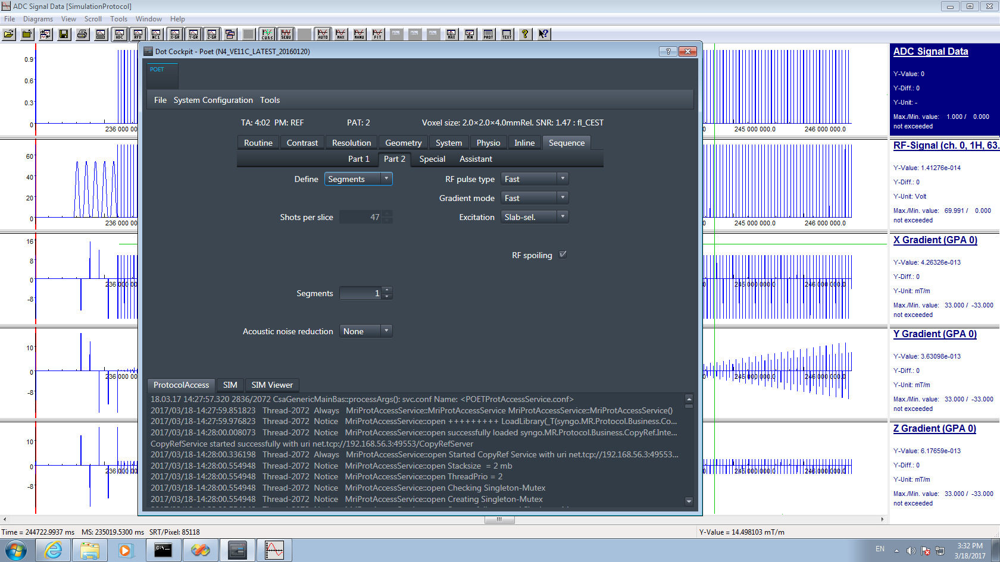 ADC Signal Data [SimulationProtocol]
File Diagrams View Scroll Tools Window Help
ADC RFD NC1 X-GR Y-GR Z-GR CURS SEQU AUTO MAX MANU FIT MAX MIN PROT TEXT
Dot Cockpit - Poet (N4_VE11C_LATEST_20160120)
POET
File System Configuration Tools
TA: 4:02 PM: REF PAT: 2 Voxel size: 2.0×2.0×4.0mmRel. SNR: 1.47 : fl_CEST
Routine Contrast Resolution Geometry System Physio Inline Sequence
Part 1 Part 2 Special Assistant
Define Segments RF pulse type Fast
Gradient mode Fast
Shots per slice 47 Excitation Slab-sel.
RF spoiling
Segments 1
Acoustic noise reduction None
ProtocolAccess SIM SIM Viewer
18.03.17 14:27:57.320 2836/2072 CsaGenericMainBas::processArgs(): svc.conf Name: <POETProtAccessService.conf>
2017/03/18-14:27:59.851823 Thread-2072 Always MriProtAccessService::MriProtAccessService MriProtAccessService::MriProtAccessService()
2017/03/18-14:27:59.976823 Thread-2072 Notice MriProtAccessService::open +++++++++ LoadLibrary(_T(syngo.MR.Protocol.Business.Co...
2017/03/18-14:28:00.008073 Thread-2072 Notice MriProtAccessService::open successfully loaded syngo.MR.Protocol.Business.CopyRef.Inte...
CopyRefService started successfully with uri net.tcp://192.168.56.3:49553/CopyRefServer
2017/03/18-14:28:00.336198 Thread-2072 Always MriProtAccessService::open Started CopyRef Service with uri net.tcp://192.168.56.3:49553...
2017/03/18-14:28:00.554948 Thread-2072 Notice MriProtAccessService::open Stacksize = 2 mb
2017/03/18-14:28:00.554948 Thread-2072 Notice MriProtAccessService::open ThreadPrio = 2
2017/03/18-14:28:00.554948 Thread-2072 Notice MriProtAccessService::open Checking Singleton-Mutex
2017/03/18-14:28:00.554948 Thread-2072 Notice MriProtAccessService::open Creating Singleton-Mutex
0.9
0.6
0.3
0
236 000 00
60
40
20
0
236 000 00
16
8
0
-8
236 000 00
10
0
-8
236 000 00
10
0
-8
236 000 00
0
0 245 000 000.0 246 000 000.0
0 245 000 000.0 246 000 000.0
0 245 000 000.0 246 000 000.0
0 245 000 000.0 246 000 000.0
ADC Signal Data
Y-Value: 0
Y-Diff.: 0
Y-Unit: -
Max./Min. value: 1.000 / 0.000
not exceeded
RF-Signal (ch. 0, 1H, 63.
Y-Value: 1.41276e-014
Y-Diff.: 0
Y-Unit: Volt
Max./Min. value: 69.991 / 0.000
not exceeded
X Gradient (GPA 0)
Y-Value: 4.26326e-013
Y-Diff.: 0
Y-Unit: mT/m
Max./Min. value: 33.000 / -33.000
not exceeded
Y Gradient (GPA 0)
Y-Value: 3.63098e-013
Y-Diff.: 0
Y-Unit: mT/m
Max./Min. value: 33.000 / -33.000
not exceeded
Z Gradient (GPA 0)
Y-Value: 6.17659e-013
Y-Diff.: 0
Y-Unit: mT/m
Max./Min. value: 33.000 / -33.000
not exceeded
Time = 244722.9937 ms MS: 235019.5300 ms SRT/Pixel: 85118 Y-Value = 14.498103 mT/m
EN
3:32 PM
3/18/2017